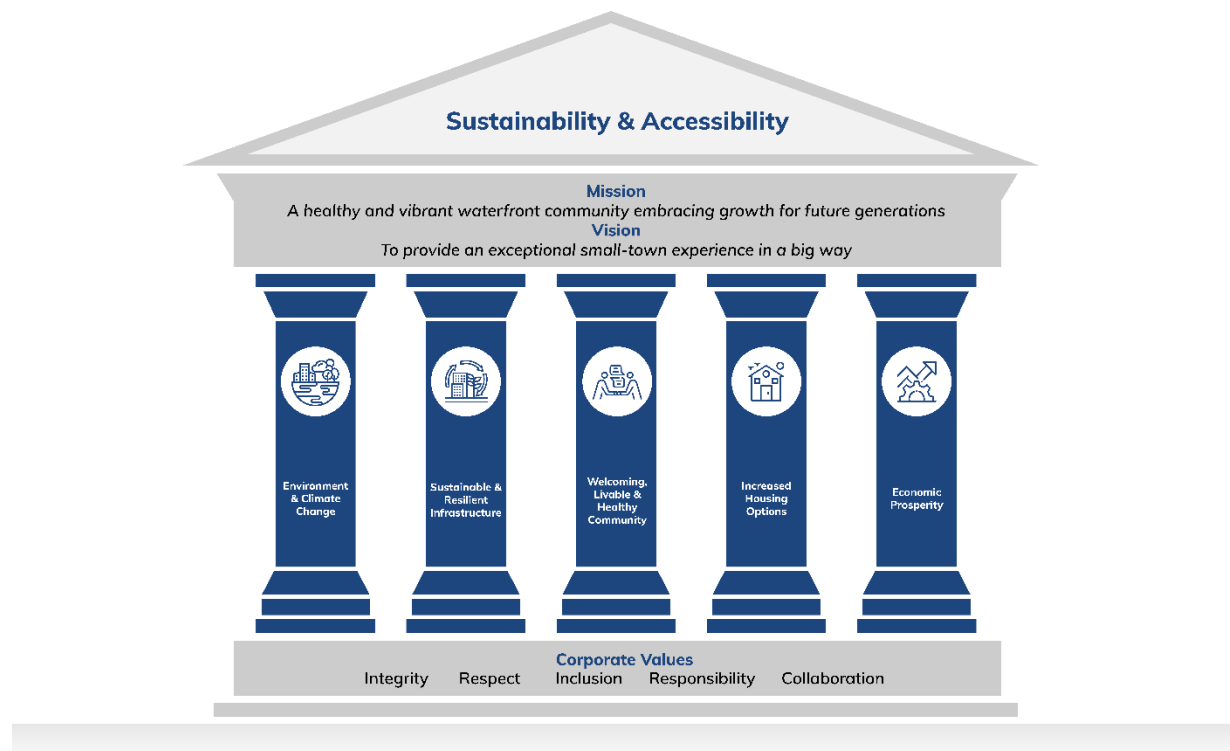 Sustainability & Accessibility
Mission
A healthy and vibrant waterfront community embracing growth for future generations
Vision
To provide an exceptional small-town experience in a big way
Environment
& Climate
Change
Sustainable &
Resilient
Infrastructure
Welcoming,
Livable &
Healthy
Community
Increased
Housing
Options
Economic
Prosperity
Corporate Values
Integrity Respect Inclusion Responsibility Collaboration